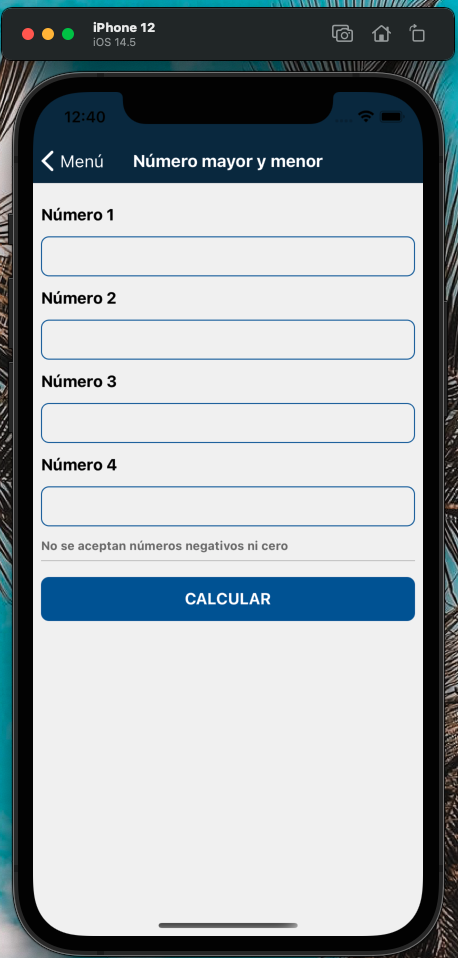 iPhone 12
iOS 14.5
12:40
Menú
Número mayor y menor
Número 1
Número 2
Número 3
Número 4
No se aceptan números negativos ni cero
CALCULAR